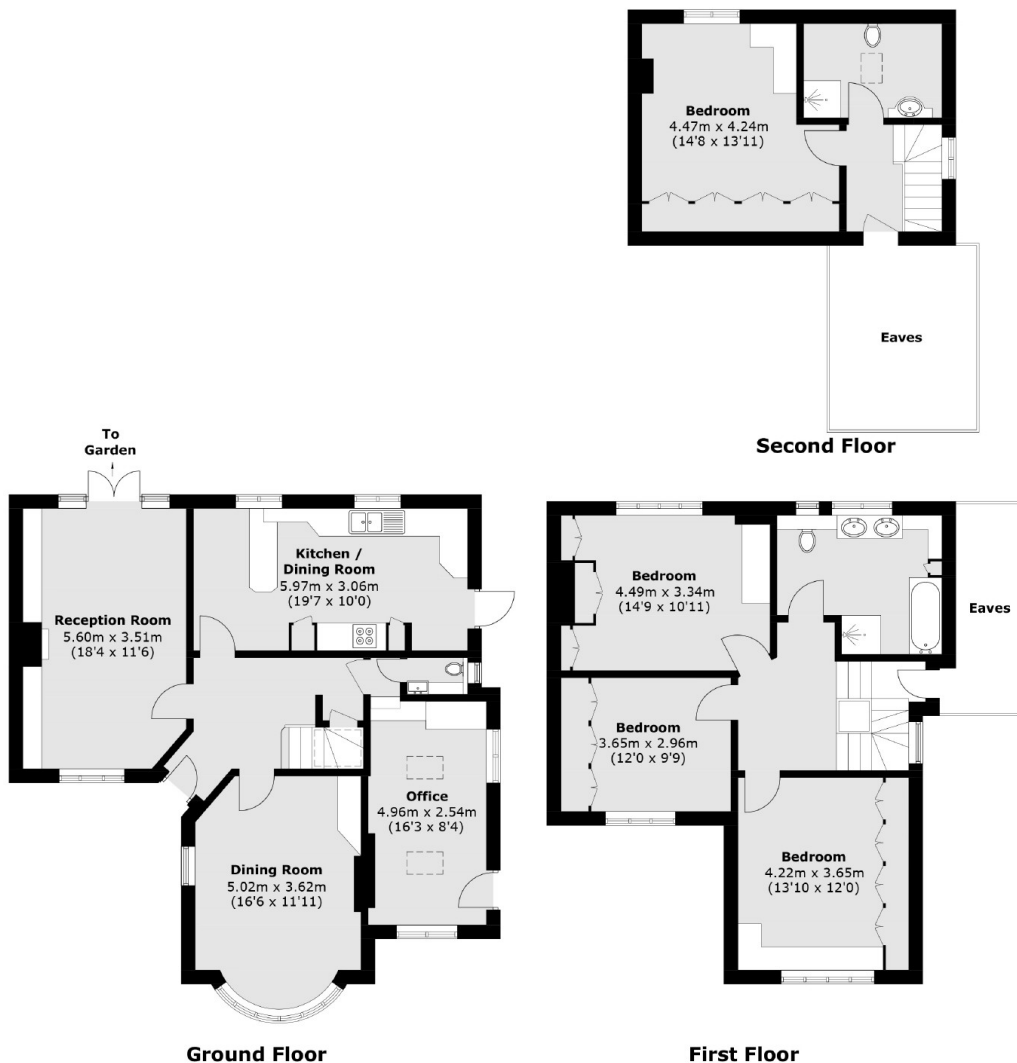 Bedroom
4.47m x 4.24m
(14'8 x 13'11)
Eaves
Second Floor
To
Garden
Kitchen /
Dining Room
5.97m x 3.06m
(19'7 x 10'0)
Reception Room
5.60m x 3.51m
(18'4 x 11'6)
Office
4.96m x 2.54m
(16'3 x 8'4)
Dining Room
5.02m x 3.62m
(16'6 x 11'11)
Ground Floor
Bedroom
4.49m x 3.34m
(14'9 x 10'11)
Eaves
Bedroom
3.65m x 2.96m
(12'0 x 9'9)
Bedroom
4.22m x 3.65m
(13'10 x 12'0)
First Floor